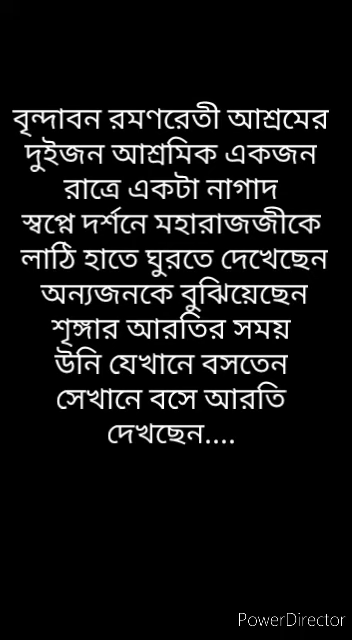 বৃন্দাবন রমণরেতী আশ্রমের
দুইজন আশ্রমিক একজন
রাত্রে একটা নাগাদ
স্বপ্নে দর্শনে মহারাজজীকে
লাঠি হাতে ঘুরতে দেখেছেন
অন্যজনকে বুঝিয়েছেন
শৃঙ্গার আরতির সময়
উনি যেখানে বসতেন
সেখানে বসে আরতি
দেখছেন....
PowerDirector